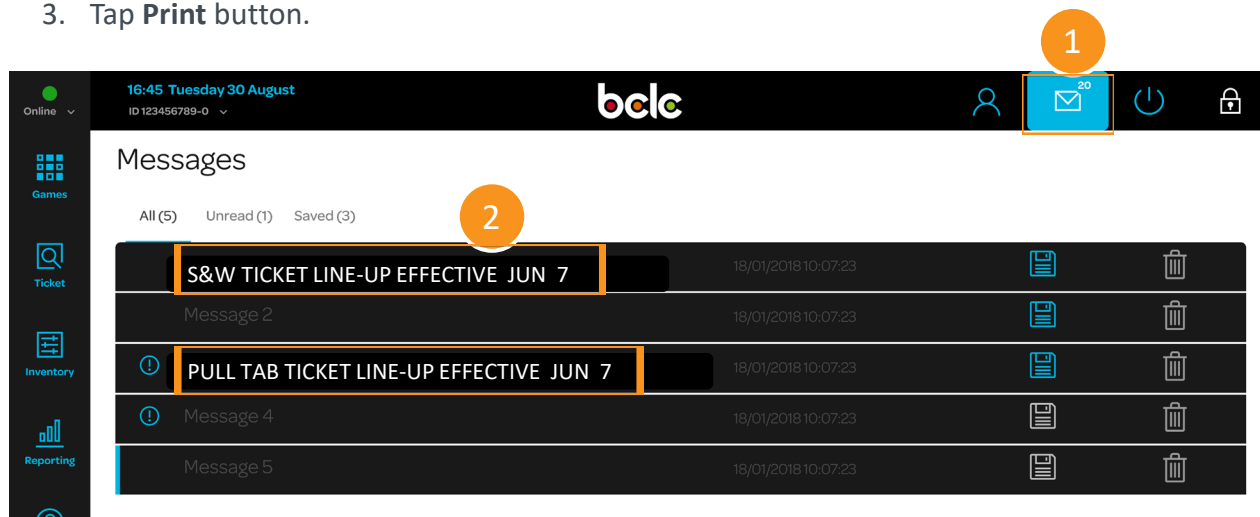 3. Tap Print button.
1
Online
16:45 Tuesday 30 August
ID 123456789-0
bclc
20
Games
Messages
All (5) Unread (1) Saved (3)
2
Ticket
S&W TICKET LINE-UP EFFECTIVE JUN 7 18/01/2018 10:07:23
Message 2 18/01/2018 10:07:23
Inventory
PULL TAB TICKET LINE-UP EFFECTIVE JUN 7 18/01/2018 10:07:23
Message 4 18/01/2018 10:07:23
Reporting
Message 5 18/01/2018 10:07:23